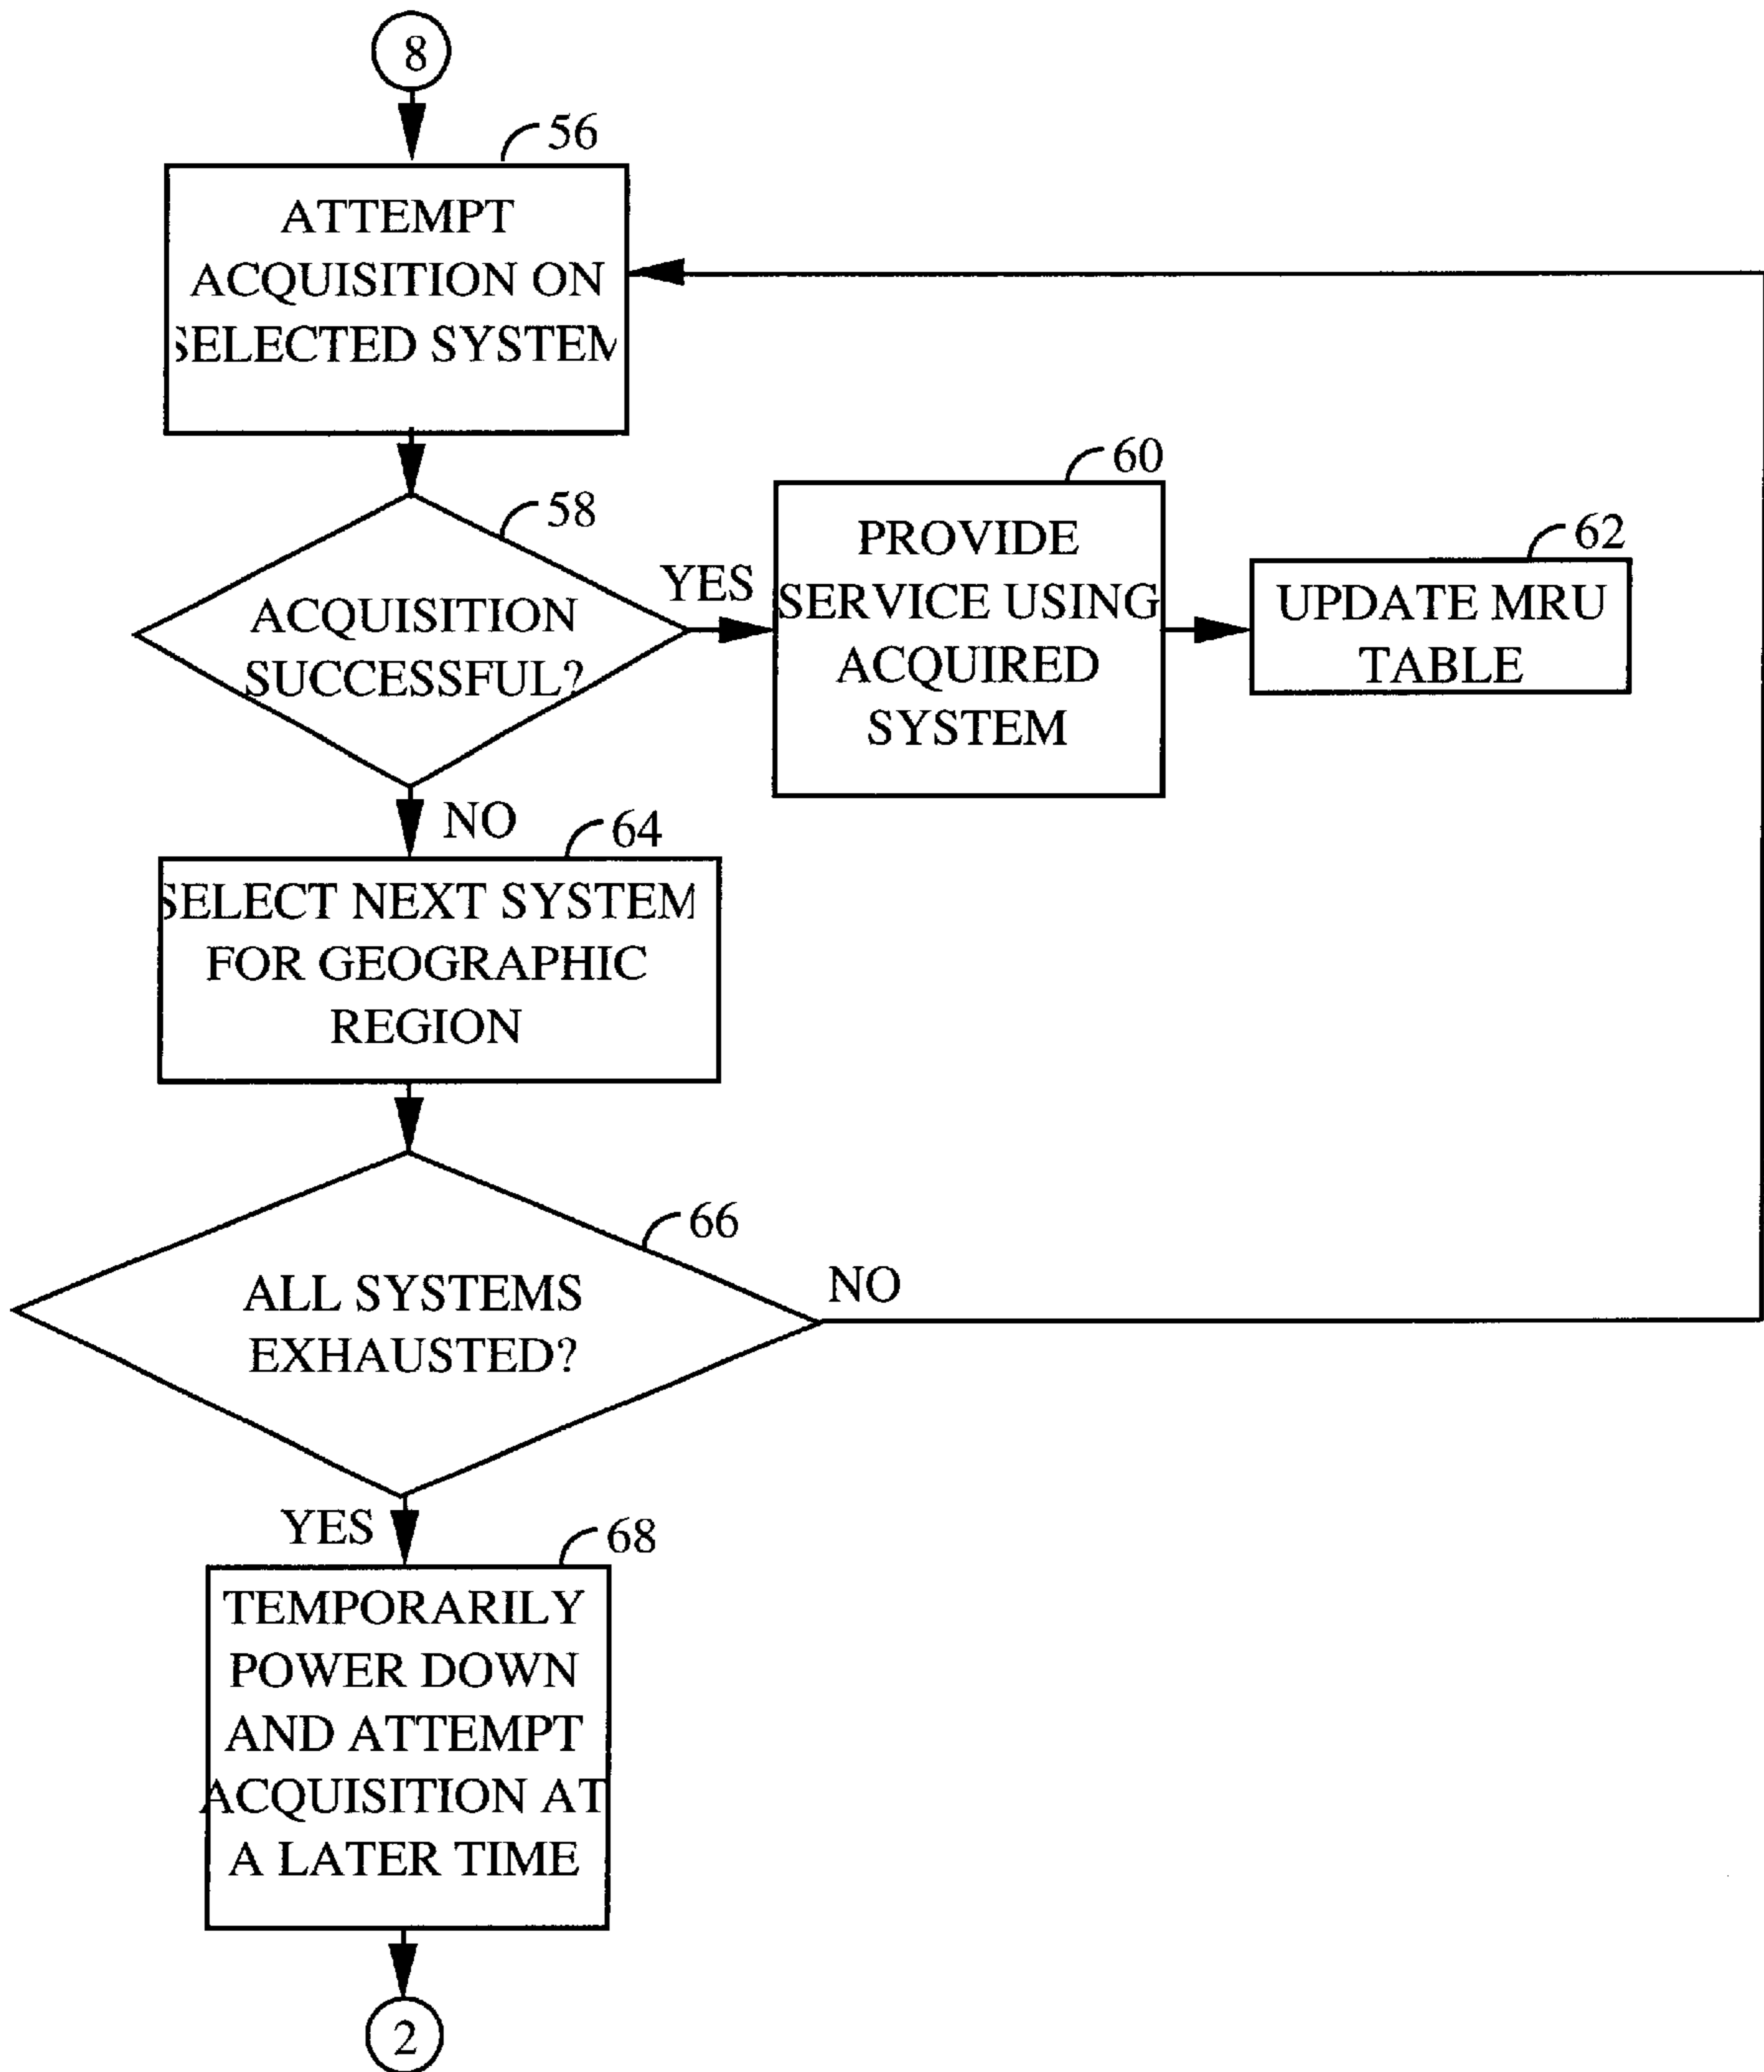 8
56
ATTEMPT
ACQUISITION ON
SELECTED SYSTEM
58
ACQUISITION
SUCCESSFUL?
YES
60
PROVIDE
SERVICE USING
ACQUIRED
SYSTEM
62
UPDATE MRU
TABLE
NO
64
SELECT NEXT SYSTEM
FOR GEOGRAPHIC
REGION
66
ALL SYSTEMS
EXHAUSTED?
NO
YES
68
TEMPORARILY
POWER DOWN
AND ATTEMPT
ACQUISITION AT
A LATER TIME
2